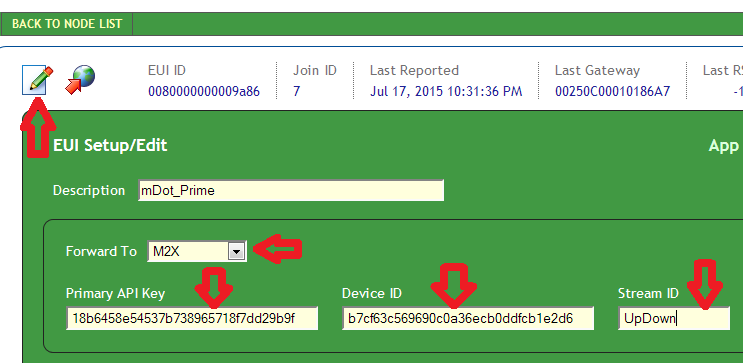 BACK TO NODE LIST
EUI ID Join ID Last Reported Last Gateway Last RS
0080000000009a86 7 Jul 17, 2015 10:31:36 PM 00250C00010186A7 -1
EUI Setup/Edit App
Description mDot_Prime
Forward To M2X
Primary API Key Device ID Stream ID
18b6458e54537b738965718f7dd29b9f b7cf63c569690c0a36ecb0ddfcb1e2d6 UpDown